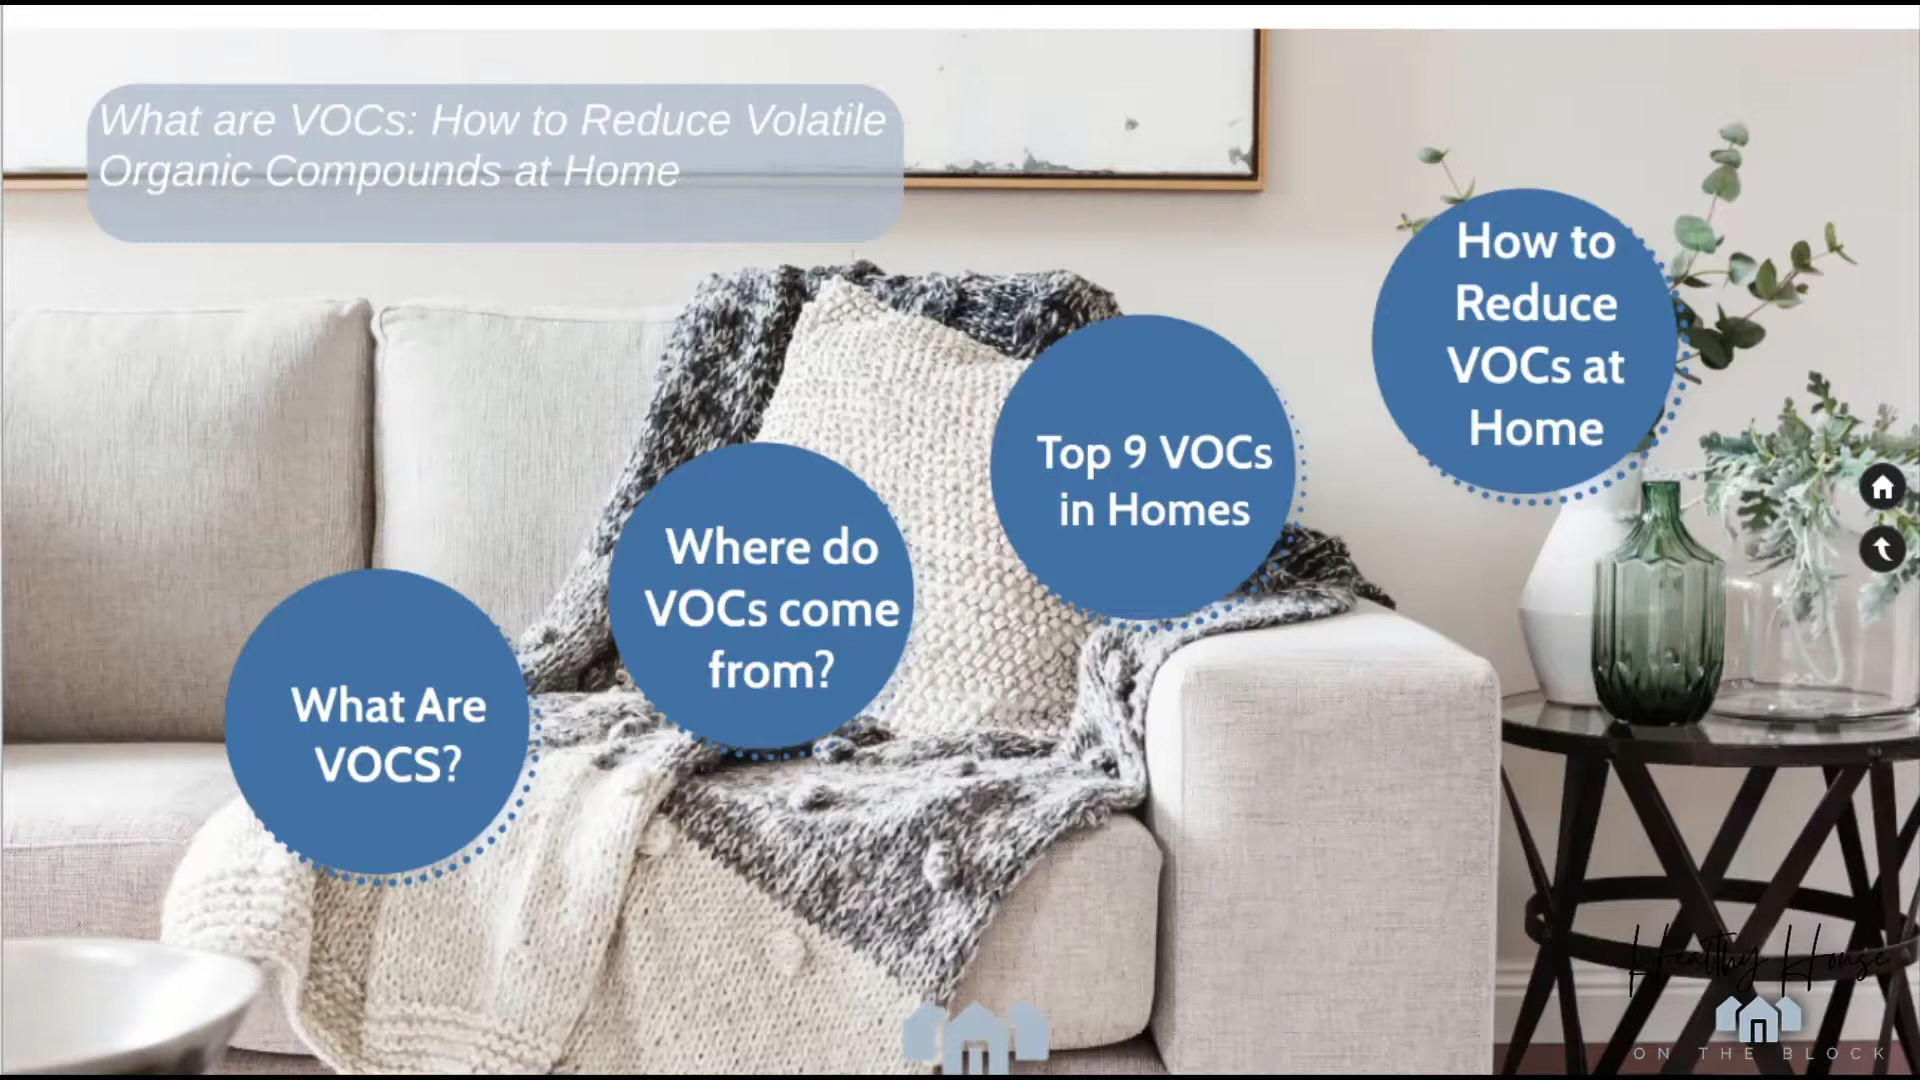 What are VOCs: How to Reduce Volatile
Organic Compounds at Home
What Are
VOCS?
Where do
VOCs come
from?
Top 9 VOCs
in Homes
How to
Reduce
VOCs at
Home
Healthy House
ON THE BLOCK